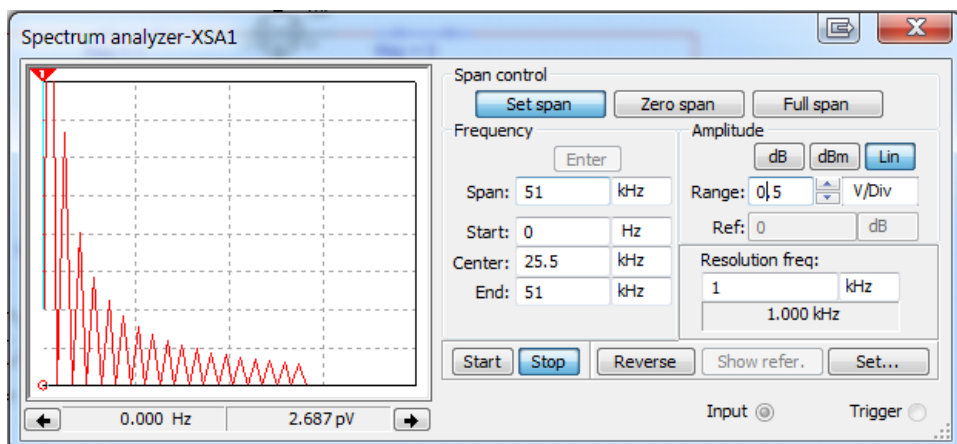 Spectrum analyzer-XSA1
1
0.000 Hz 2.687 pV
Span control
Set span Zero span Full span
Frequency
Enter
Span: 51 kHz
Start: 0 Hz
Center: 25.5 kHz
End: 51 kHz
Amplitude
dB dBm Lin
Range: 0.5 V/Div
Ref: 0 dB
Resolution freq:
1 kHz
1.000 kHz
Start Stop Reverse Show refer. Set...
Input Trigger